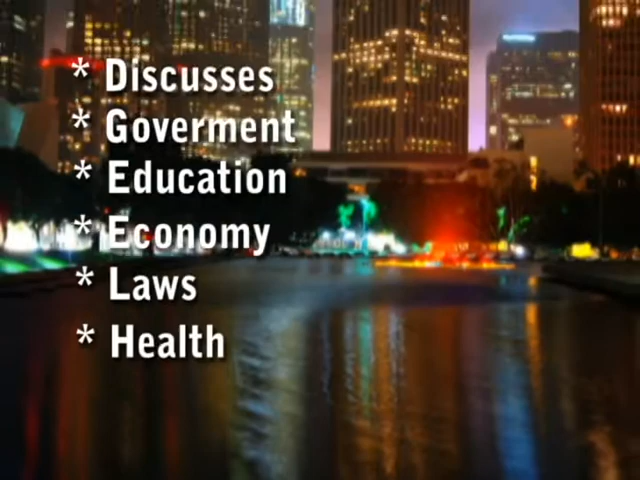 * Discusses
* Goverment
* Education
* Economy
* Laws
* Health